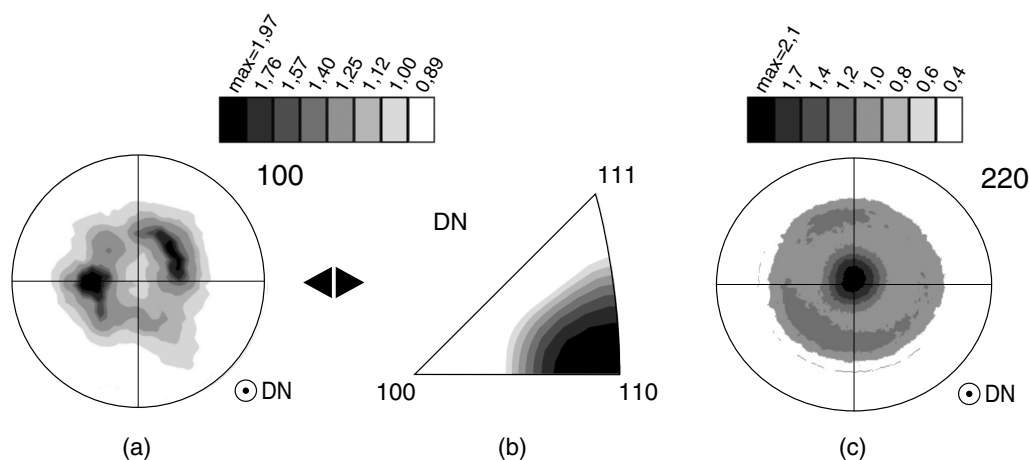 max=1,97
1,76
1,57
1,40
1,25
1,12
1,00
0,89
100
DN
(a)
DN
111
100
110
(b)
max=2,1
1,7
1,4
1,2
1,0
0,8
0,6
0,4
220
DN
(c)